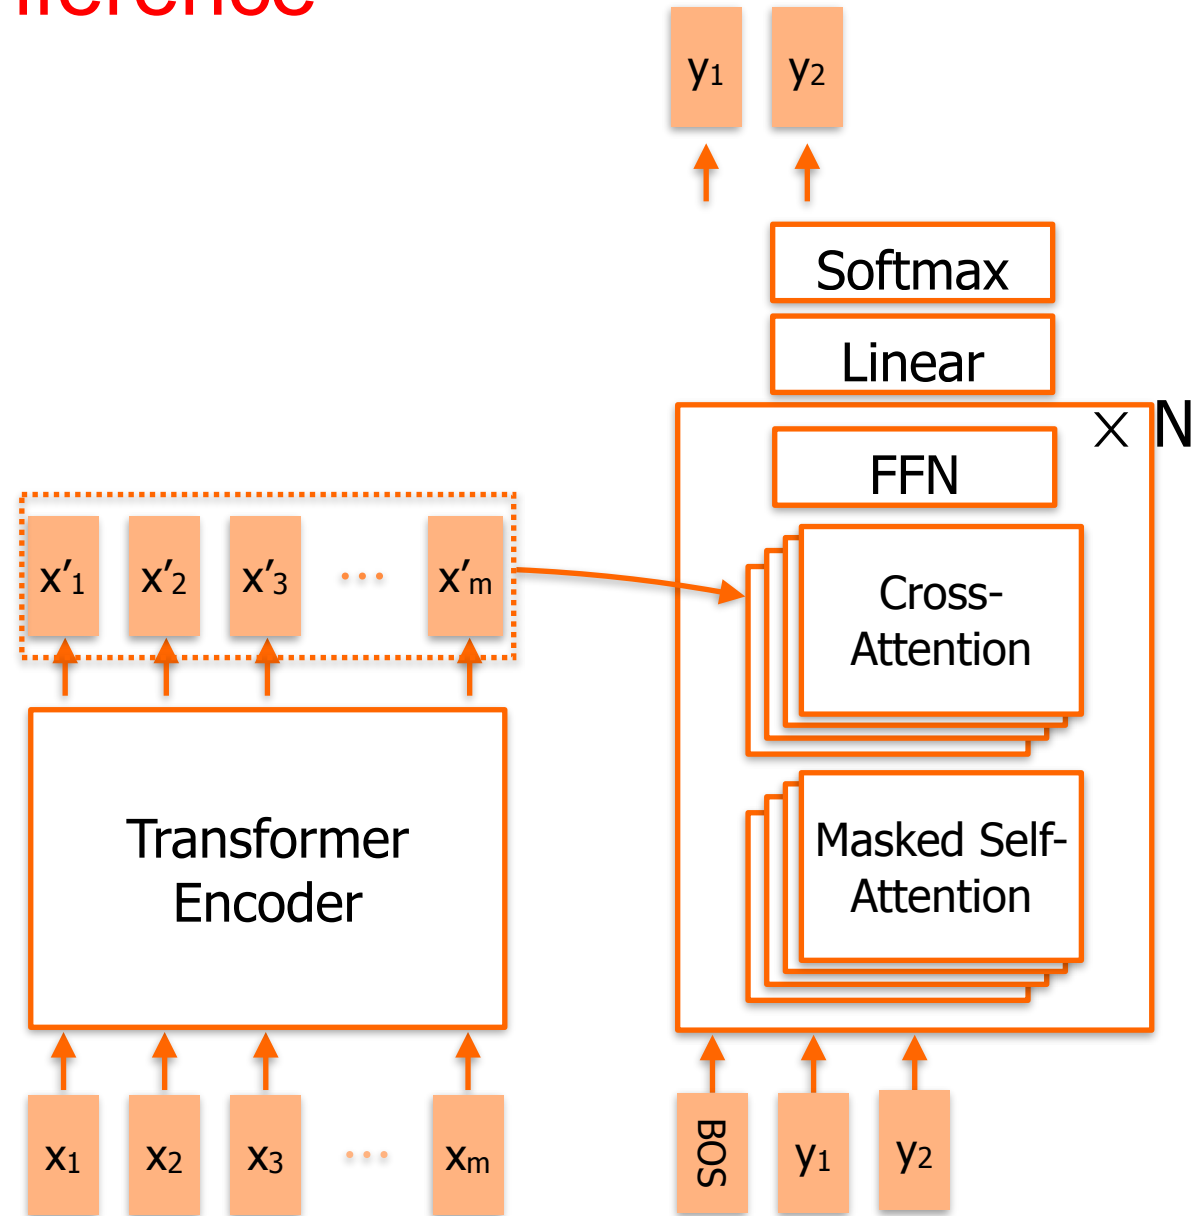 y1 y2
Softmax
Linear
× N
FFN
x′1 x′2 x′3 ... x′m
Cross-
Attention
Transformer
Encoder
Masked Self-
Attention
x1 x2 x3 ... xm
BOS y1 y2